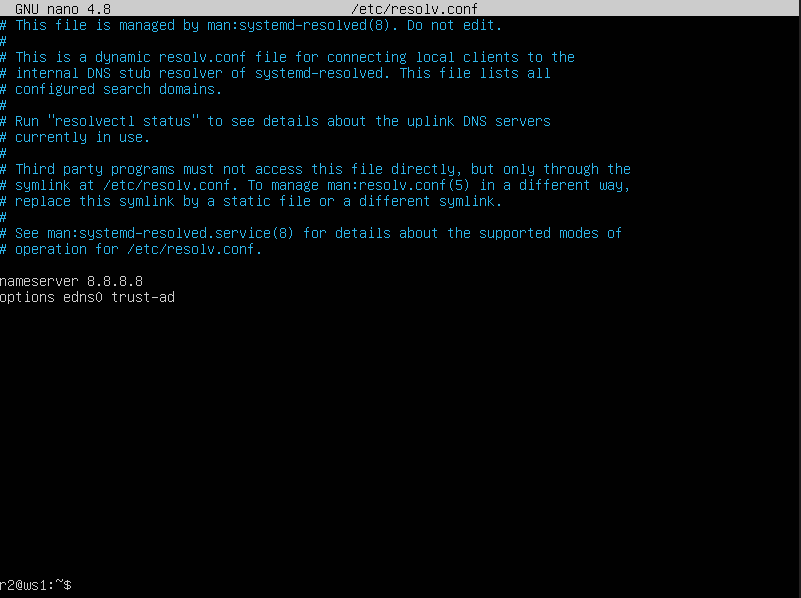 GNU nano 4.8 /etc/resolv.conf
# This file is managed by man:systemd-resolved(8). Do not edit.
#
# This is a dynamic resolv.conf file for connecting local clients to the
# internal DNS stub resolver of systemd-resolved. This file lists all
# configured search domains.
#
# Run "resolvectl status" to see details about the uplink DNS servers
# currently in use.
#
# Third party programs must not access this file directly, but only through the
# symlink at /etc/resolv.conf. To manage man:resolv.conf(5) in a different way,
# replace this symlink by a static file or a different symlink.
#
# See man:systemd-resolved.service(8) for details about the supported modes of
# operation for /etc/resolv.conf.
nameserver 8.8.8.8
options edns0 trust-ad
r2@ws1:~$